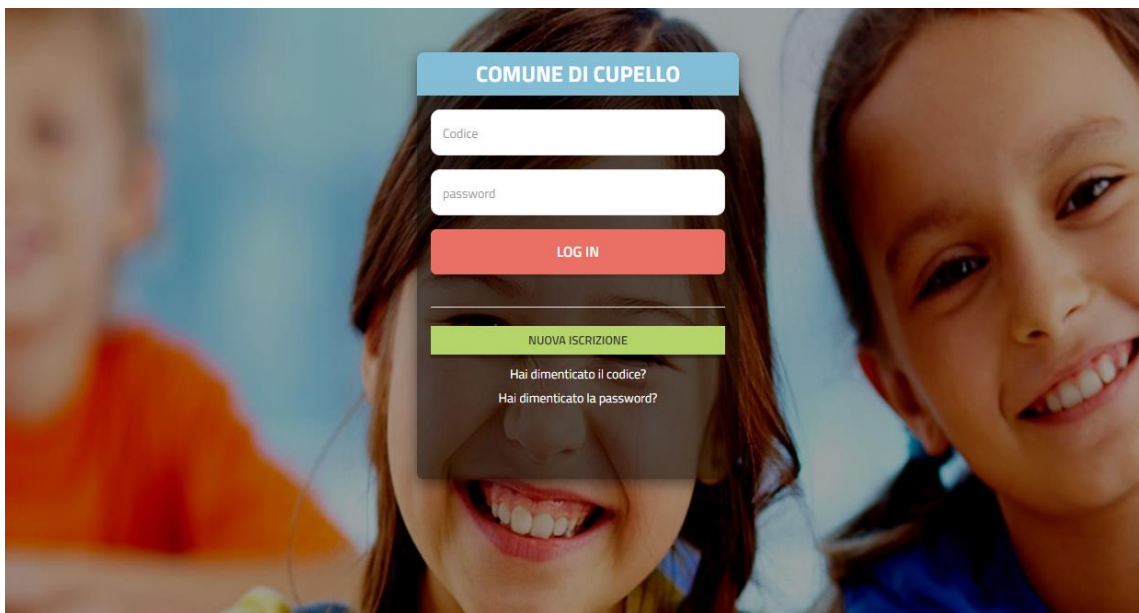 COMUNE DI CUPELLO
Codice
password
LOG IN
NUOVA ISCRIZIONE
Hai dimenticato il codice?
Hai dimenticato la password?